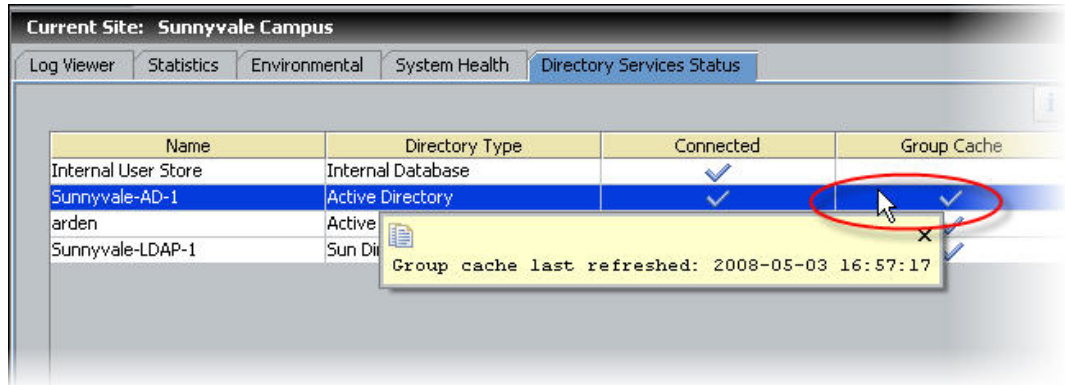 Current Site: Sunnyvale Campus
Log Viewer Statistics Environmental System Health Directory Services Status
Name Directory Type Connected Group Cache
Internal User Store Internal Database
Sunnyvale-AD-1 Active Directory
arden Active
Sunnyvale-LDAP-1 Sun Di
Group cache last refreshed: 2008-05-03 16:57:17